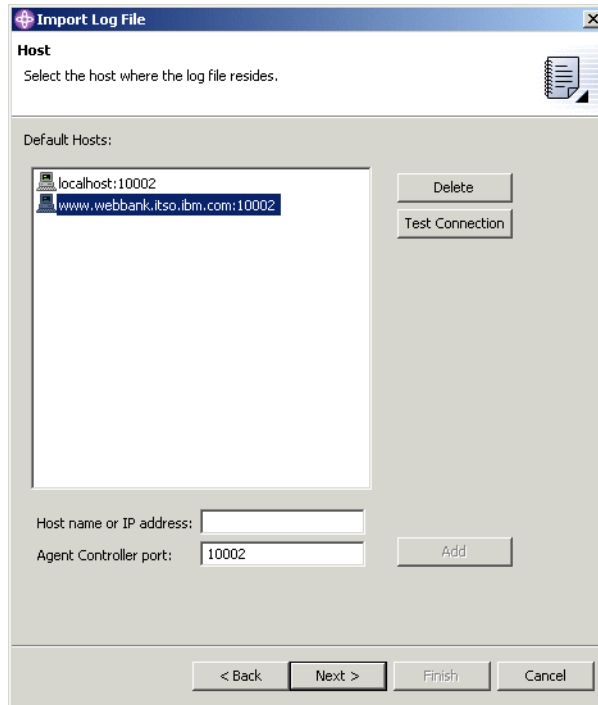 Import Log File
Host
Select the host where the log file resides.
Default Hosts:
localhost:10002
www.webbank.itso.ibm.com:10002
Delete
Test Connection
Host name or IP address:
Agent Controller port: 10002
Add
< Back Next > Finish Cancel